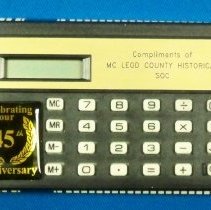 Compliments of
MC LEOD COUNTY HISTORICAL
SOC
Celebrating
our
45th
Anniversary
MC 7 8 9 ÷
MR 4 5 6 ×
M- 1 2 3 -
M+ 0 • = +